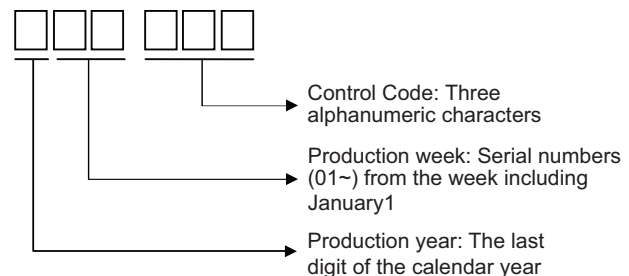 Control Code: Three
alphanumeric characters
Production week: Serial numbers
(01~) from the week including
January1
Production year: The last
digit of the calendar year